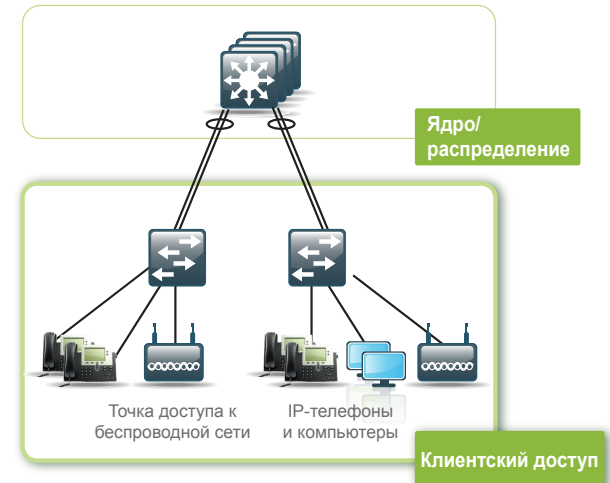 Ядро/
распределение
Точка доступа к
беспроводной сети
IP-телефоны
и компьютеры
Клиентский доступ